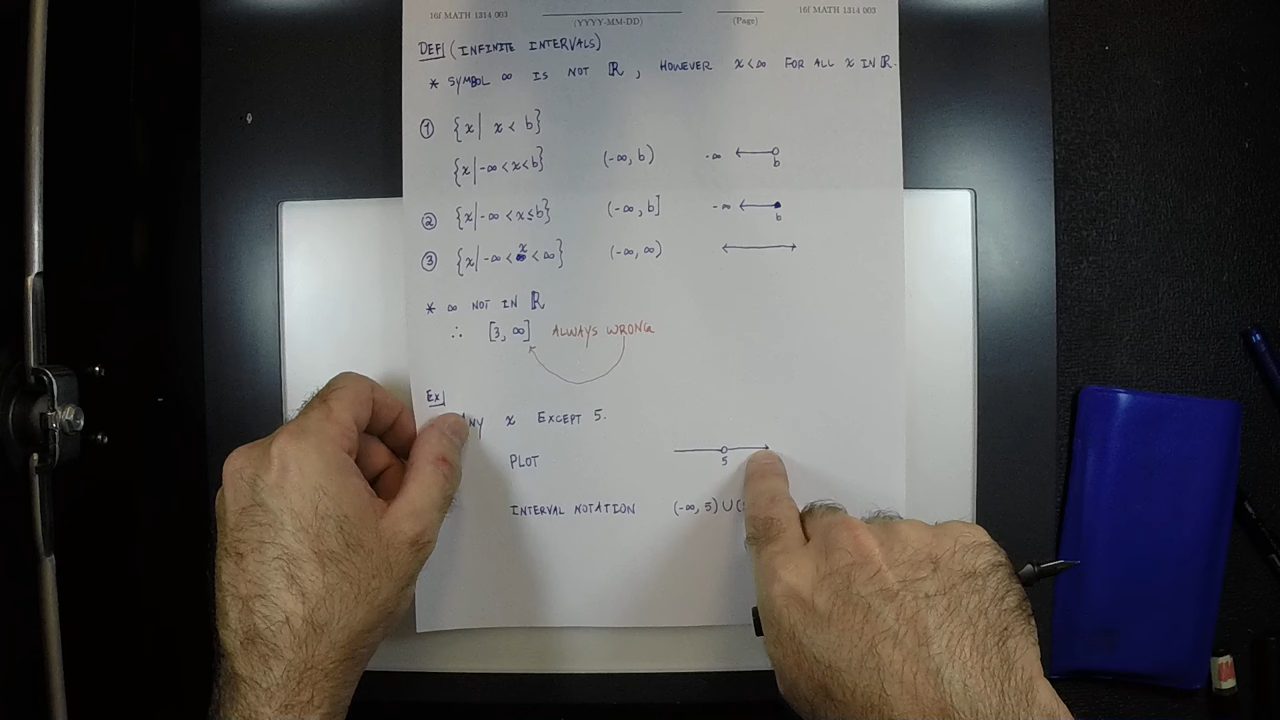 16f MATH 1314 003 (YYYY-MM-DD) (Page) 16f MATH 1314 003
DEF (INFINITE INTERVALS)
* SYMBOL ∞ IS NOT ℝ, HOWEVER x<∞ FOR ALL x IN ℝ.
① {x| x < b}
{x|-∞ <x<b} (-∞, b) -∞ b
② {x|-∞ <x≤b} (-∞, b] -∞ b
③ {x|-∞ < x < ∞} (-∞, ∞)
* ∞ NOT IN ℝ
∴ [3, ∞] ALWAYS WRONG
Ex
x EXCEPT 5.
PLOT 5
INTERVAL NOTATION (-∞, 5) ∪ (